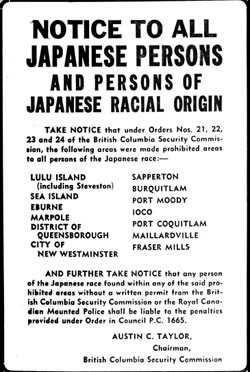 NOTICE TO ALL
JAPANESE PERSONS
AND PERSONS OF
JAPANESE RACIAL ORIGIN
TAKE NOTICE that under Orders Nos. 21, 22,
23 and 24 of the British Columbia Security Commis-
sion, the following areas were made prohibited areas
to all persons of the Japanese race:—
LULU ISLAND
(including Steveston)
SEA ISLAND
EBURNE
MARPOLE
DISTRICT OF
QUEENSBOROUGH
CITY OF
NEW WESTMINSTER
SAPPERTON
BURQUITLAM
PORT MOODY
IOCO
PORT COQUITLAM
MAILLARDVILLE
FRASER MILLS
AND FURTHER TAKE NOTICE that any person
of the Japanese race found within any of the said pro-
hibited areas without a written permit from the Brit-
ish Columbia Security Commission or the Royal Cana-
dian Mounted Police shall be liable to the penalties
provided under Order in Council P.C. 1665.
AUSTIN C. TAYLOR,
Chairman,
British Columbia Security Commission